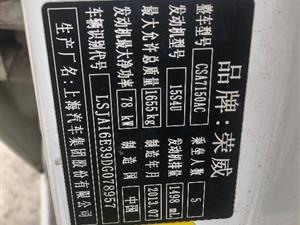 品牌:荣威
整车型号 CSA7150AC 乘坐人数 5
发动机型号 15S4U 发动机排量 1498 ml
最大允许总质量 1655 kg 制造年月 2013.07
发动机最大净功率 78 kw 制造国 中国
车辆识别代号 LSJA16E39DG078957
生产厂名:上海汽车集团股份有限公司